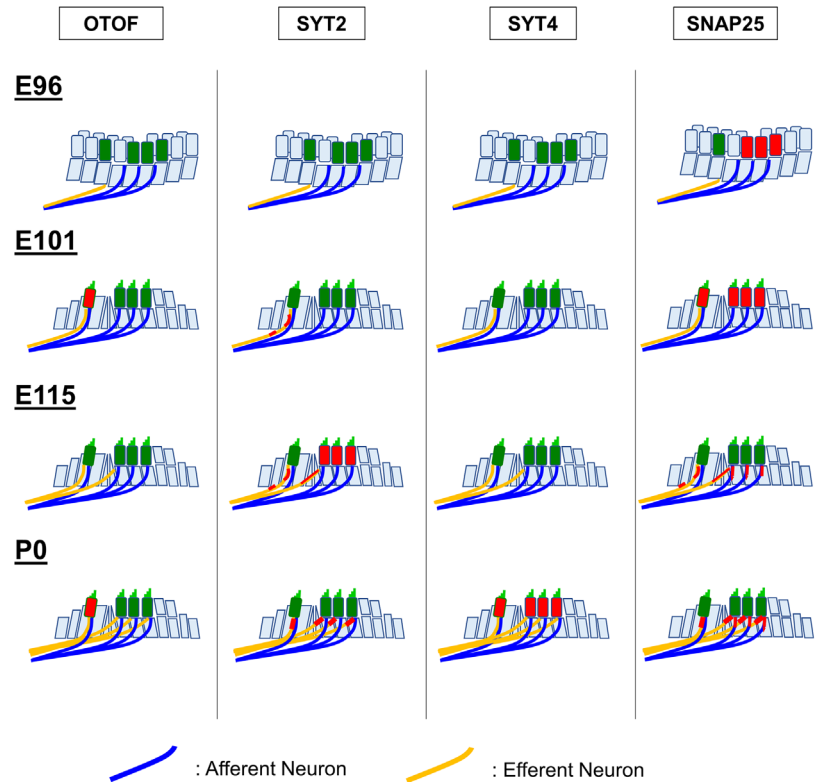 OTOF
SYT2
SYT4
SNAP25
E96
E101
E115
P0
: Afferent Neuron
: Efferent Neuron